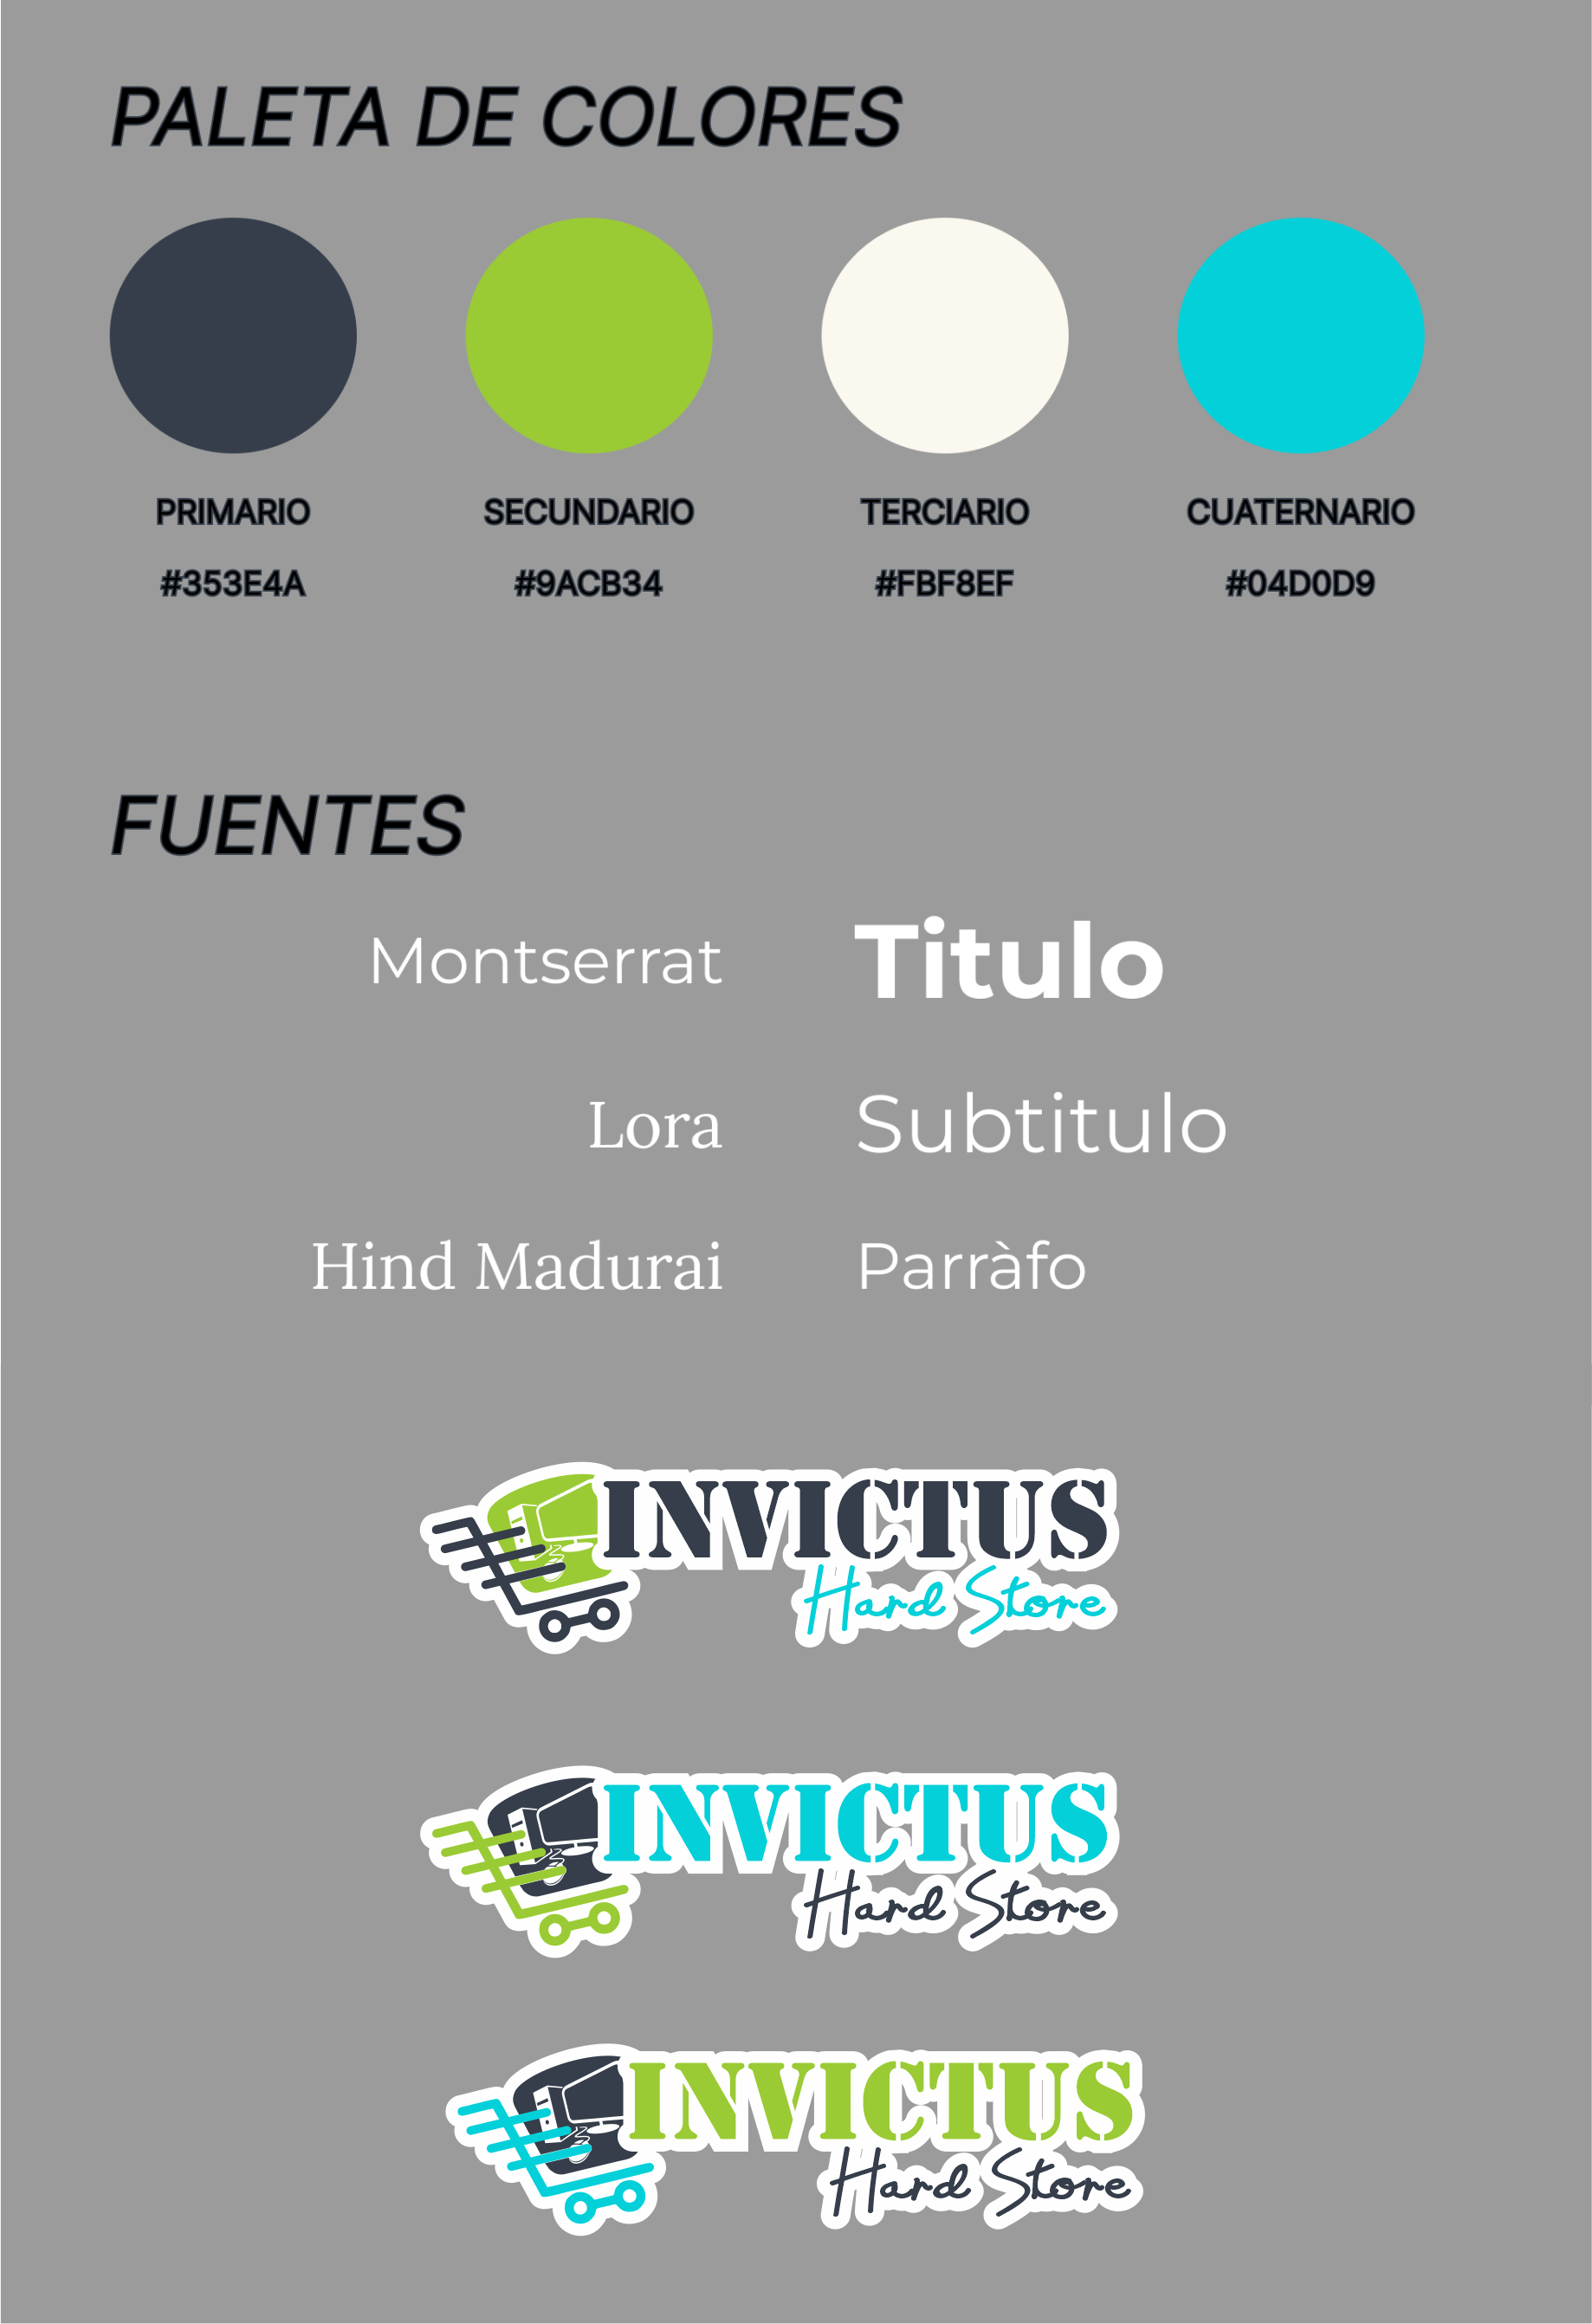 PALETA DE COLORES
PRIMARIO
SECUNDARIO
TERCIARIO
CUATERNARIO
#353E4A
#9ACB34
#FBF8EF
#04D0D9
FUENTES
Montserrat
Titulo
Lora
Subtitulo
Hind Madurai
Parràfo
INVICTUS
Hard Store
INVICTUS
Hard Store
INVICTUS
Hard Store